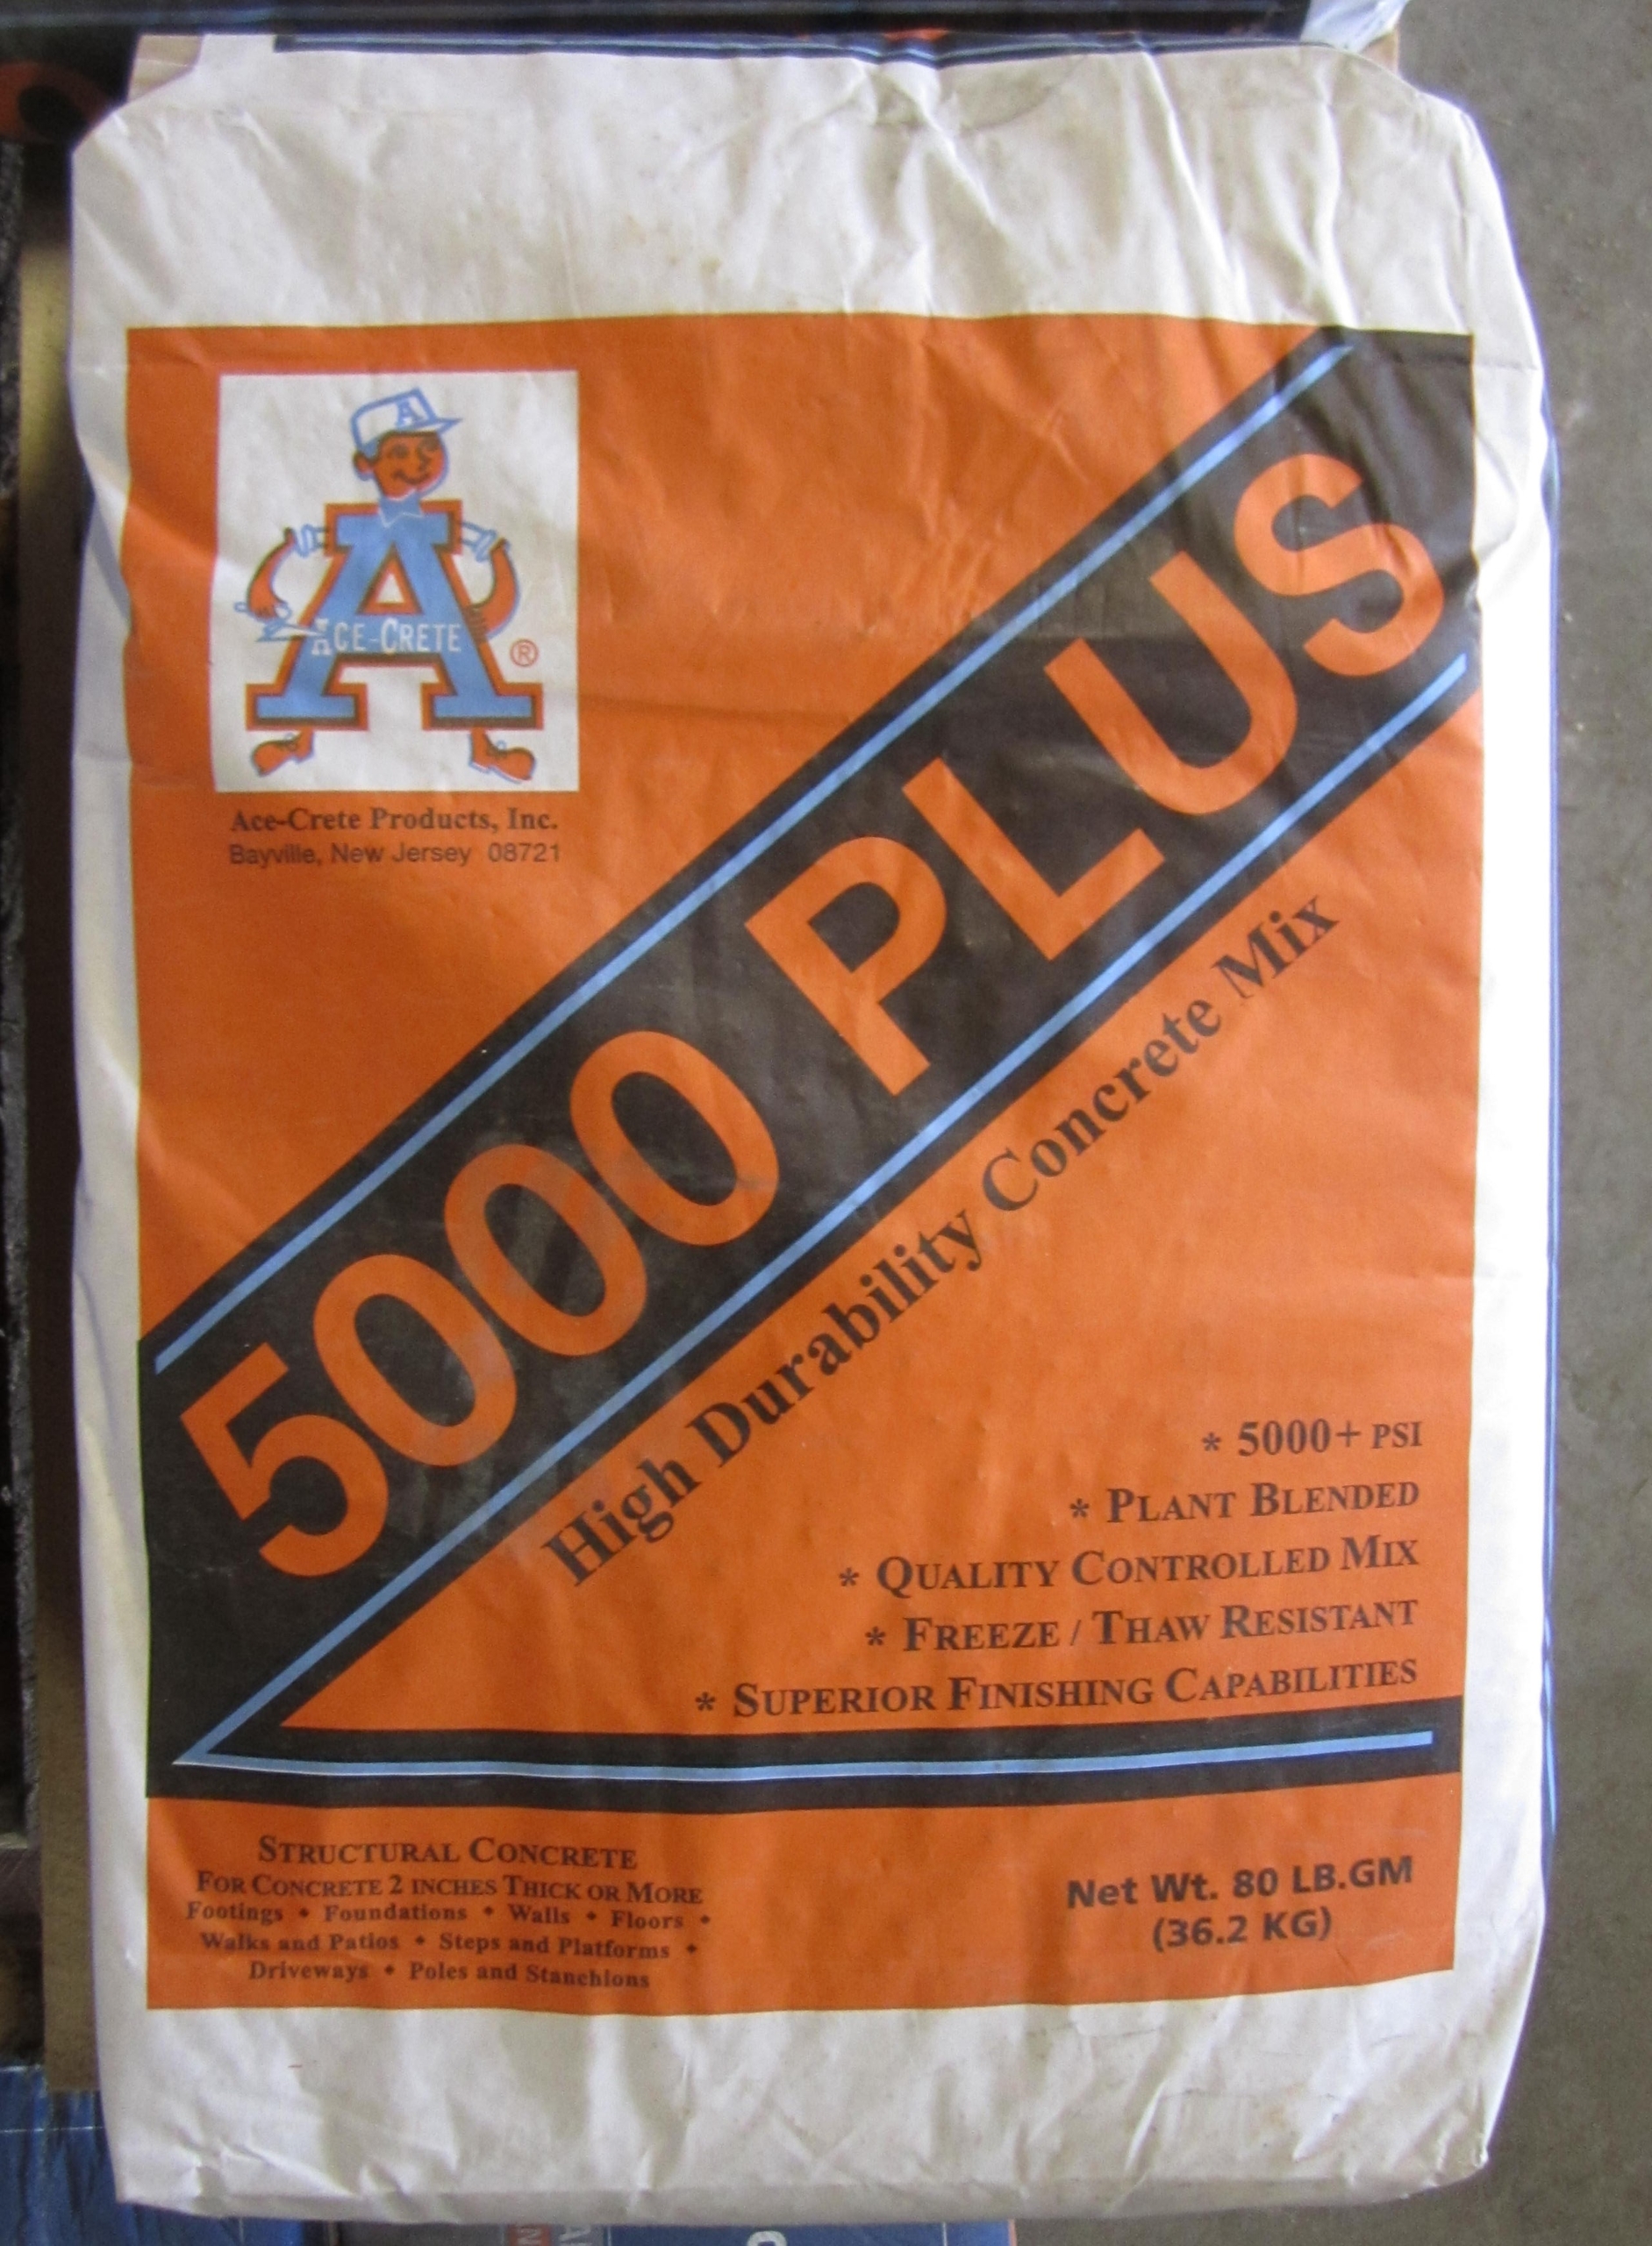 A
ACE-CRETE ®
Ace-Crete Products, Inc.
Bayville, New Jersey 08721
5000 PLUS
High Durability Concrete Mix
* 5000+ PSI
* PLANT BLENDED
* QUALITY CONTROLLED MIX
* FREEZE / THAW RESISTANT
* SUPERIOR FINISHING CAPABILITIES
STRUCTURAL CONCRETE
FOR CONCRETE 2 INCHES THICK OR MORE
Footings • Foundations • Walls • Floors •
Walks and Patios • Steps and Platforms •
Driveways • Poles and Stanchions
Net Wt. 80 LB.GM
(36.2 KG)